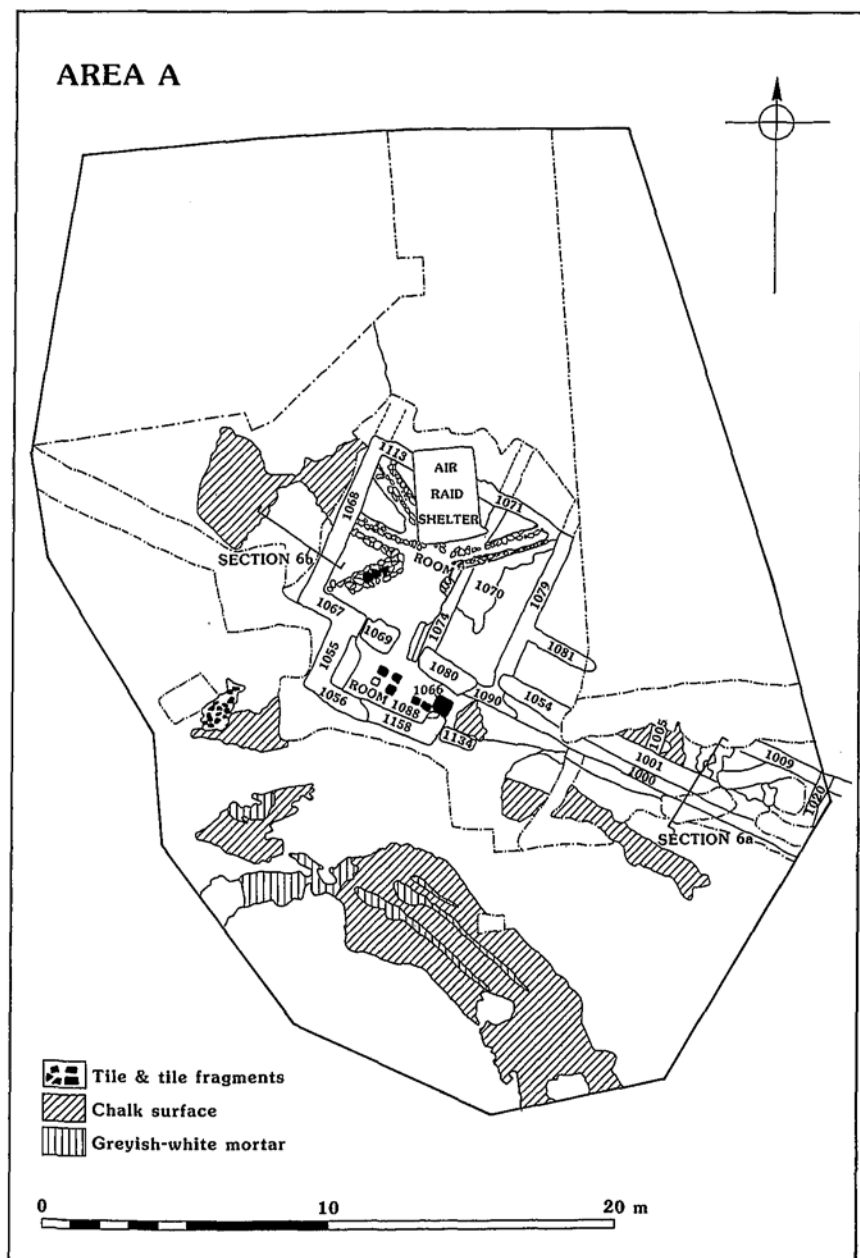 AREA A
1113
AIR
RAID
SHELTER
1068
1071
SECTION 6b
ROOM
1070
1079
1067
1069
1074
1081
1055
1080
1066
1090
1054
ROOM
1056
1088
1158
1134
1005
1001
1000
1009
1020
SECTION 6a
Tile & tile fragments
Chalk surface
Greyish-white mortar
0 10 20 m